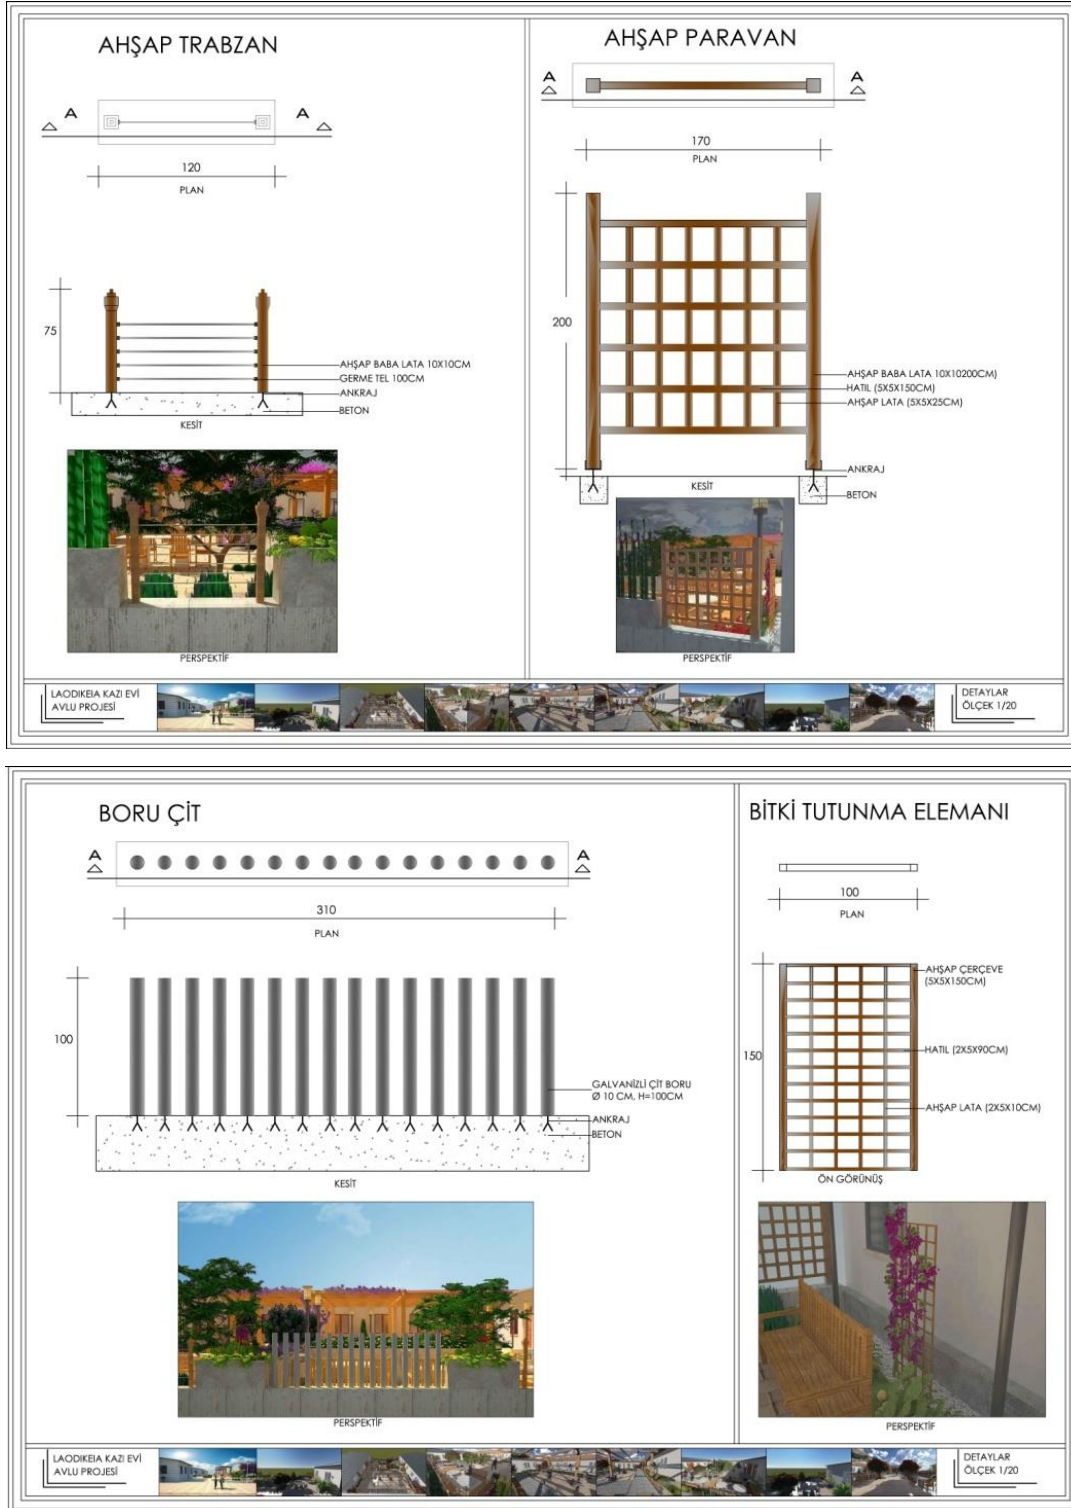 AHŞAP TRABZAN
A
A
120
PLAN
75
AHŞAP BABA LATA 10X10CM
GERME TEL 100CM
ANKRAJ
BETON
KESİT
PERSPEKTİF
AHŞAP PARAVAN
A
A
170
PLAN
200
AHŞAP BABA LATA 10X10200CM)
HATIL (5X5X150CM)
AHŞAP LATA (5X5X25CM)
ANKRAJ
BETON
KESİT
PERSPEKTİF
LAODIKEIA KAZI EVİ
AVLU PROJESİ
DETAYLAR
ÖLÇEK 1/20
BORU ÇİT
A
A
310
PLAN
100
GALVANİZLİ ÇİT BORU
Ø 10 CM, H=100CM
ANKRAJ
BETON
KESİT
PERSPEKTİF
BİTKİ TUTUNMA ELEMANI
100
PLAN
150
AHŞAP ÇERÇEVE
(5X5X150CM)
HATIL (2X5X90CM)
AHŞAP LATA (2X5X10CM)
ÖN GÖRÜNÜŞ
PERSPEKTİF
LAODIKEIA KAZI EVİ
AVLU PROJESİ
DETAYLAR
ÖLÇEK 1/20